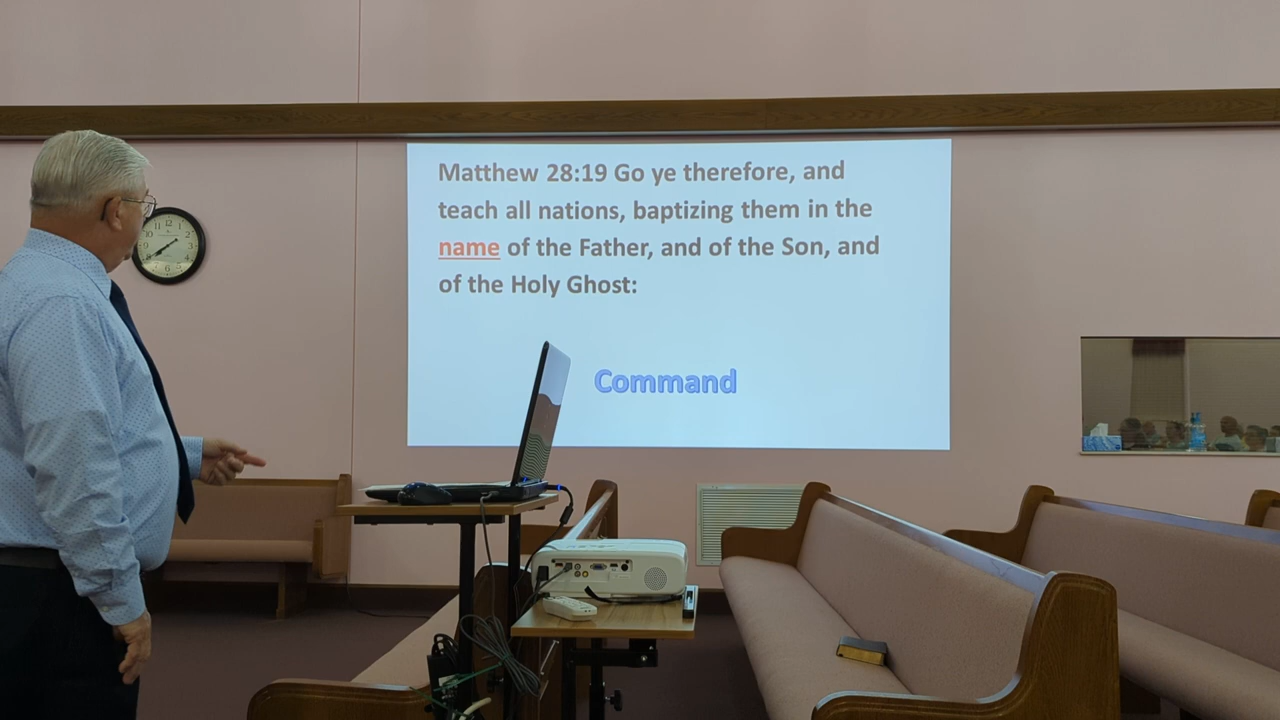 Matthew 28:19 Go ye therefore, and
teach all nations, baptizing them in the
name of the Father, and of the Son, and
of the Holy Ghost:
Command